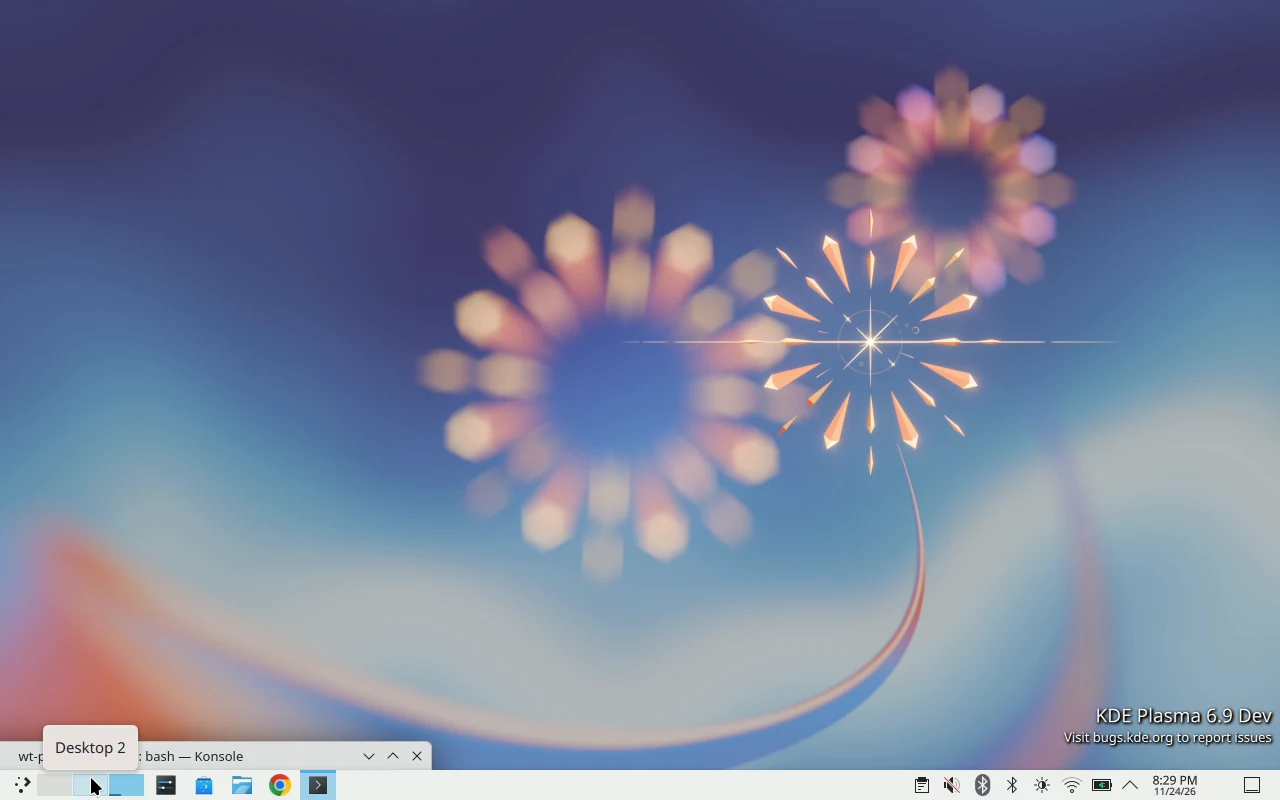 KDE Plasma 6.9 Dev
Visit bugs.kde.org to report issues
Desktop 2
: bash — Konsole
8:29 PM
11/24/26